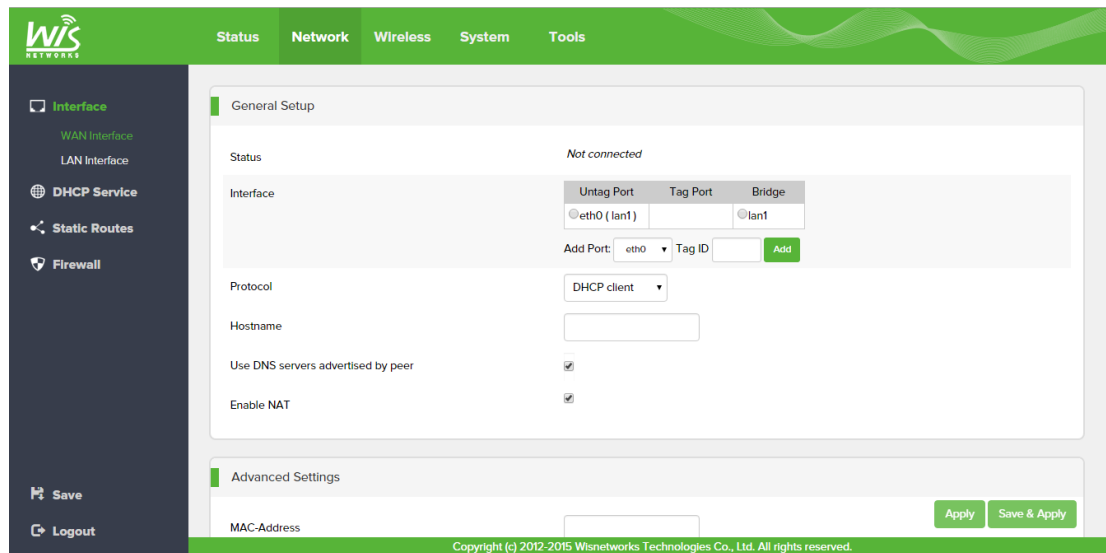 WiS
NETWORKS
Status Network Wireless System Tools
Interface
WAN Interface
LAN Interface
DHCP Service
Static Routes
Firewall
Save
Logout
General Setup
Status Not connected
Interface Untag Port Tag Port Bridge
eth0 ( lan1 ) lan1
Add Port: eth0 Tag ID Add
Protocol DHCP client
Hostname
Use DNS servers advertised by peer
Enable NAT
Advanced Settings
MAC-Address
Apply Save & Apply
Copyright (c) 2012-2015 Wisnetworks Technologies Co., Ltd. All rights reserved.